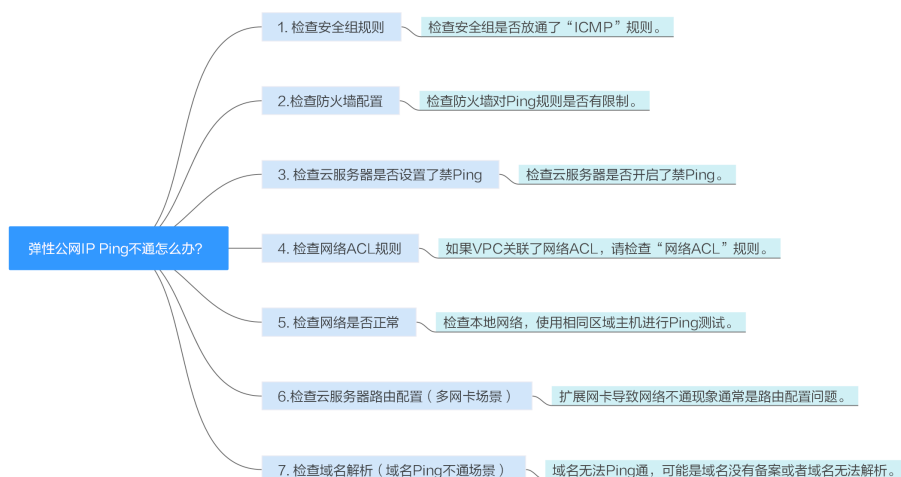 1. 检查安全组规则
检查安全组是否放通了“ICMP”规则。
2.检查防火墙配置
检查防火墙对Ping规则是否有限制。
3. 检查云服务器是否设置了禁Ping
检查云服务器是否开启了禁Ping。
弹性公网IP Ping不通怎么办?
4. 检查网络ACL规则
如果VPC关联了网络ACL，请检查“网络ACL”规则。
5. 检查网络是否正常
检查本地网络，使用相同区域主机进行Ping测试。
6.检查云服务器路由配置（多网卡场景）
扩展网卡导致网络不通现象通常是路由配置问题。
7. 检查域名解析（域名Ping不通场景）
域名无法Ping通，可能是域名没有备案或者域名无法解析。